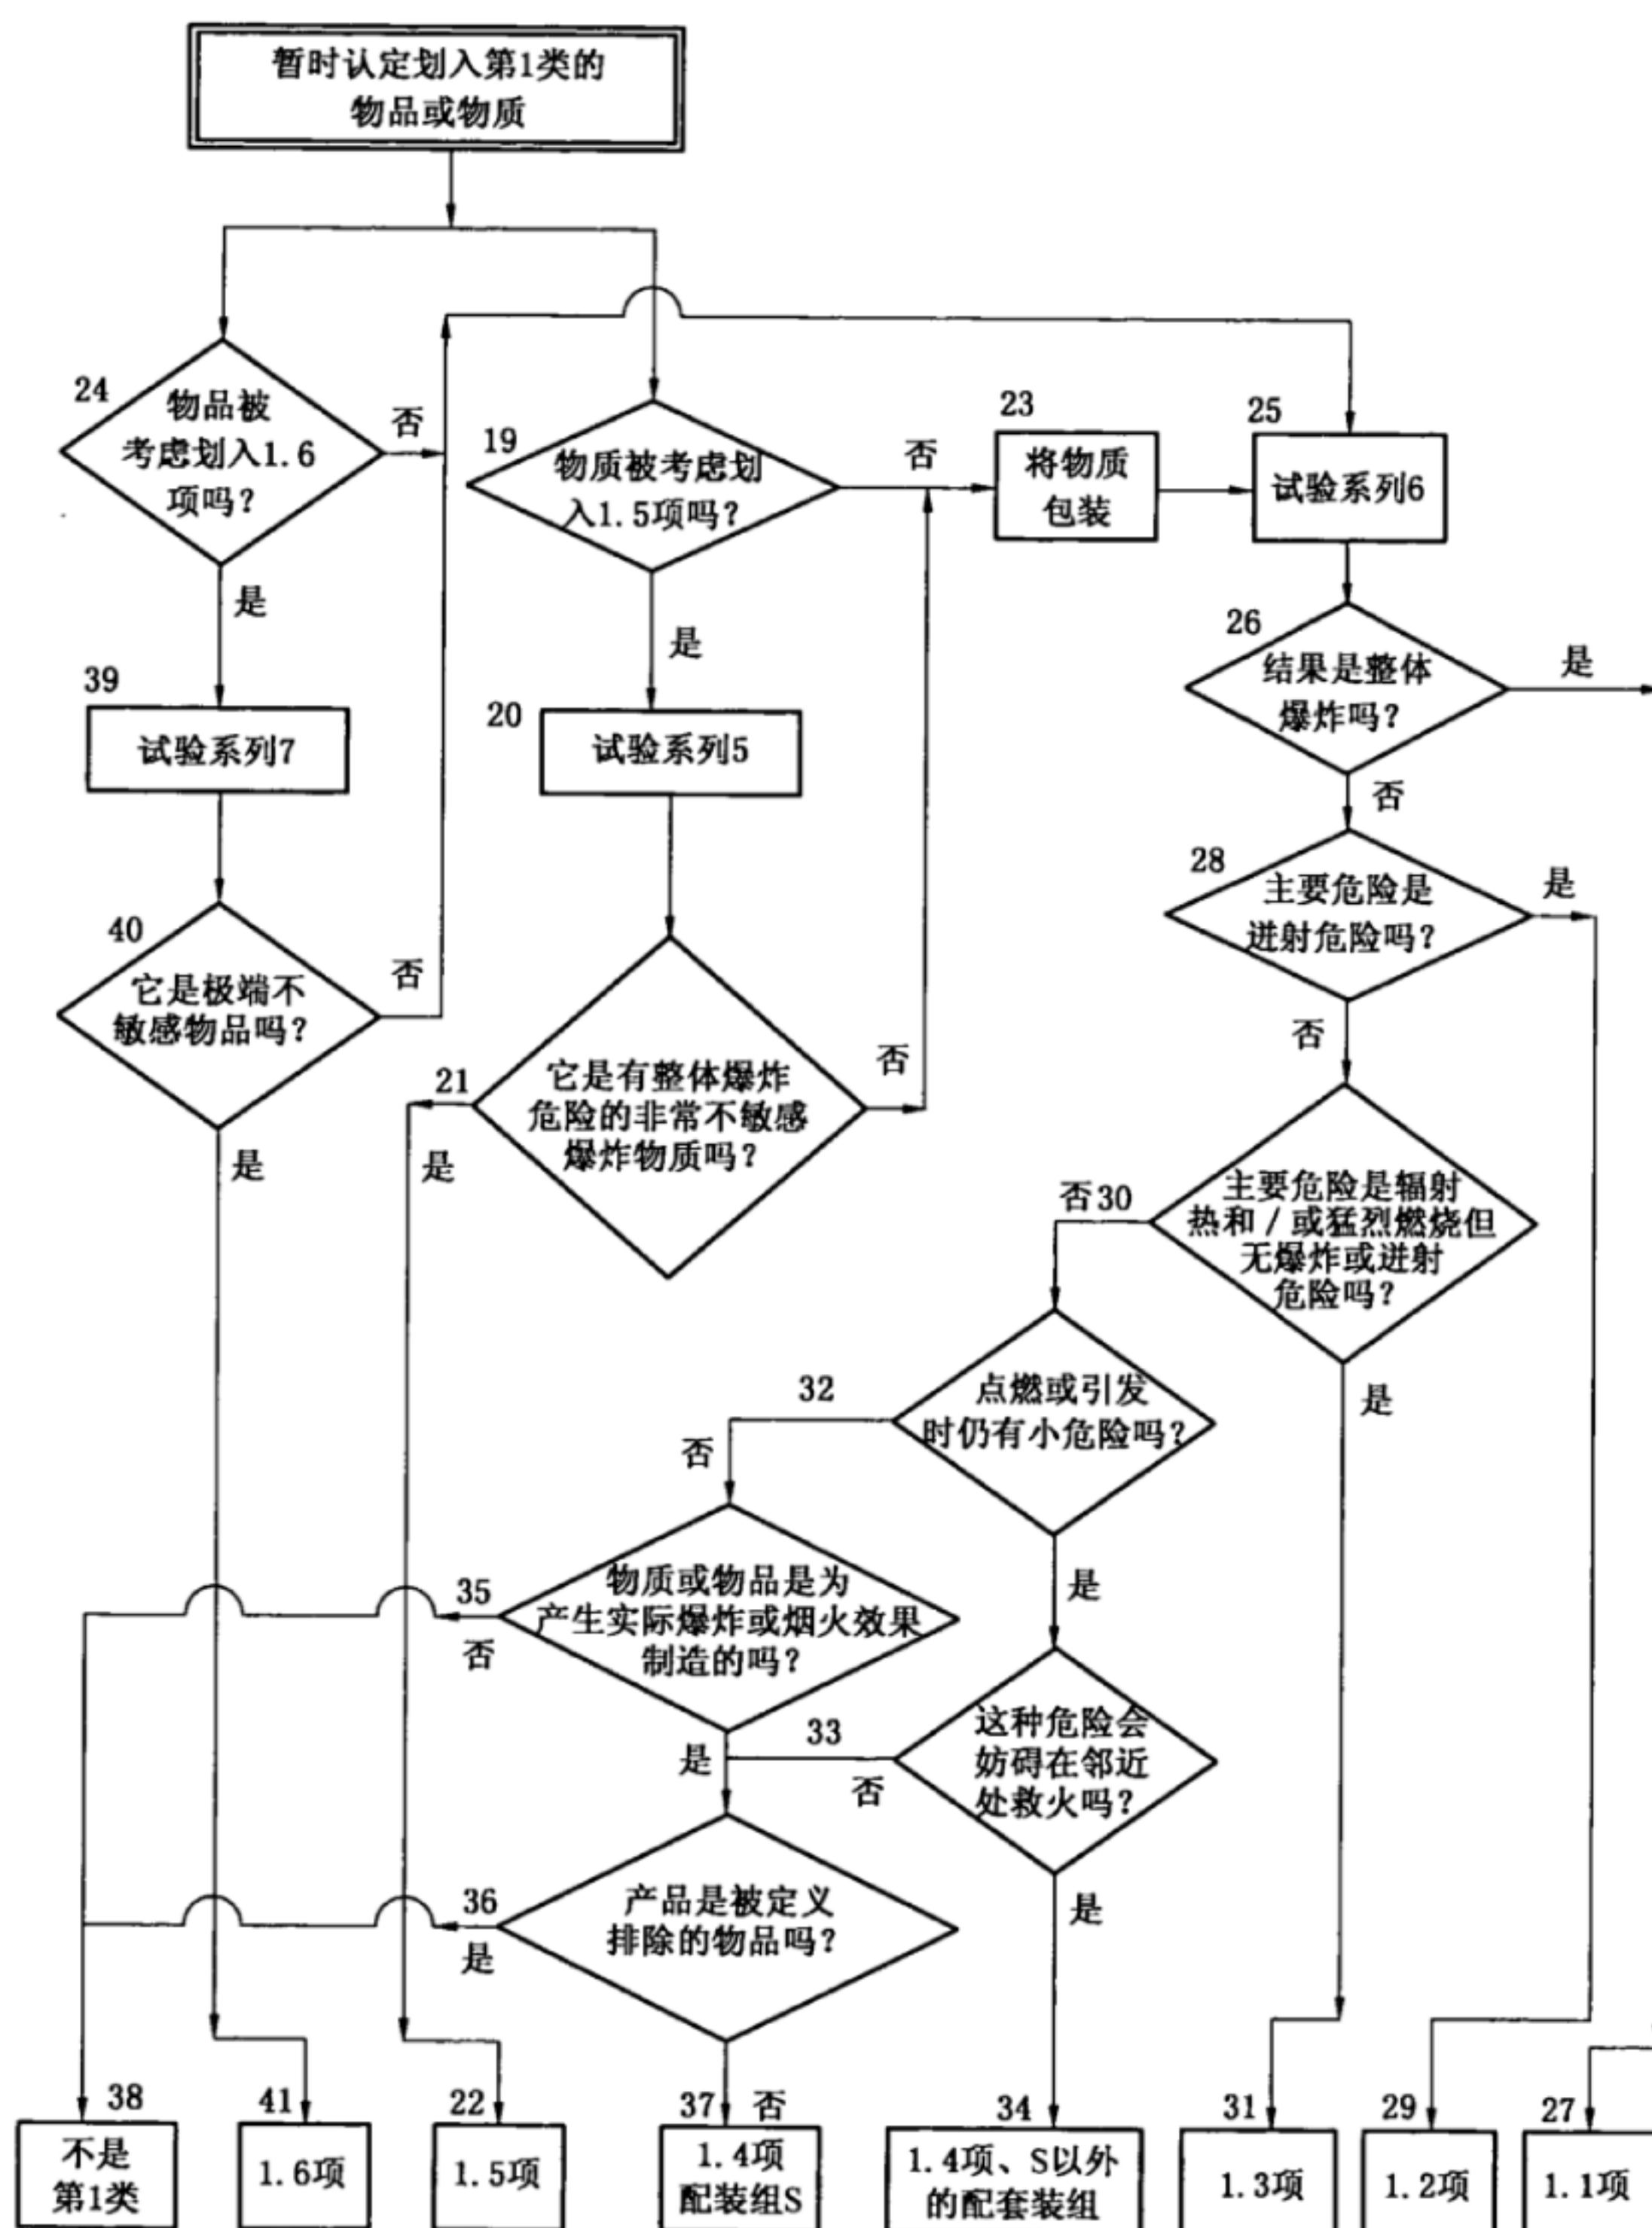 暂时认定划入第1类的
物品或物质
24
物品被
考虑划入1.6
项吗?
否
是
19
物质被考虑划
入1.5项吗?
否
是
23
将物质
包装
25
试验系列6
26
结果是整体
爆炸吗?
是
否
39
试验系列7
20
试验系列5
28
主要危险是
迸射危险吗?
是
否
40
它是极端不
敏感物品吗?
否
是
21
它是有整体爆炸
危险的非常不敏感
爆炸物质吗?
否
是
30
主要危险是辐射
热和/或猛烈燃烧但
无爆炸或迸射
危险吗?
否
是
32
点燃或引发
时仍有小危险吗?
否
是
35
物质或物品是为
产生实际爆炸或烟火效果
制造的吗?
否
是
33
这种危险会
妨碍在邻近
处救火吗?
否
是
36
产品是被定义
排除的物品吗?
是
否
38
不是
第1类
41
1.6项
22
1.5项
37
1.4项
配装组S
34
1.4项、S以外
的配套装组
31
1.3项
29
1.2项
27
1.1项